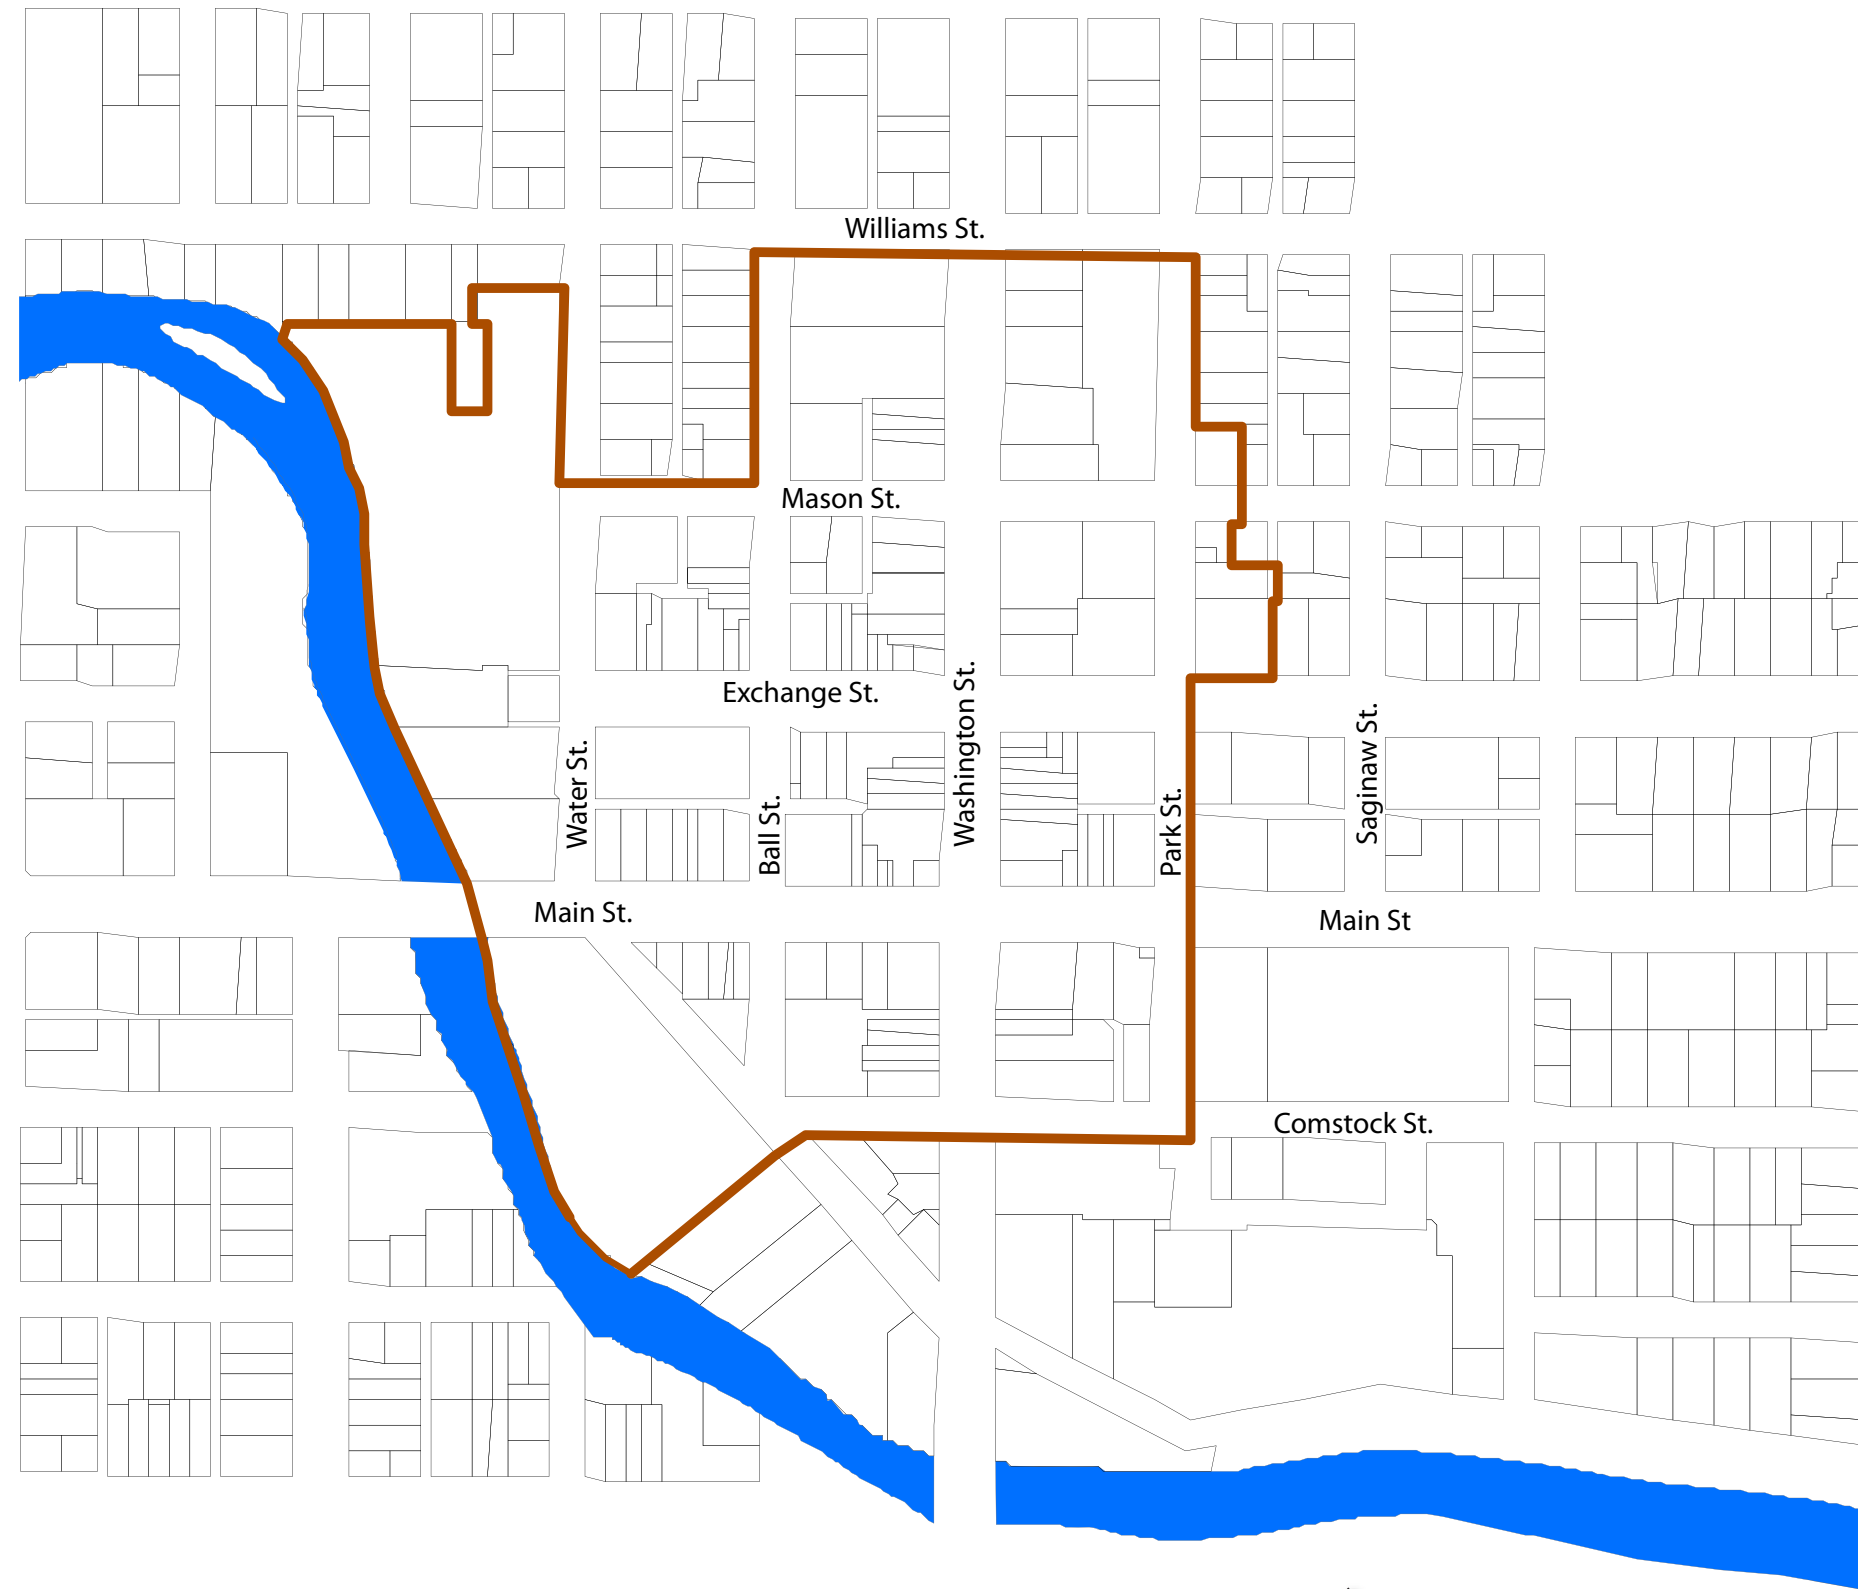 Williams St.
Mason St.
Exchange St.
Washington St.
Water St.
Ball St.
Park St.
Saginaw St.
Main St.
Main St
Comstock St.